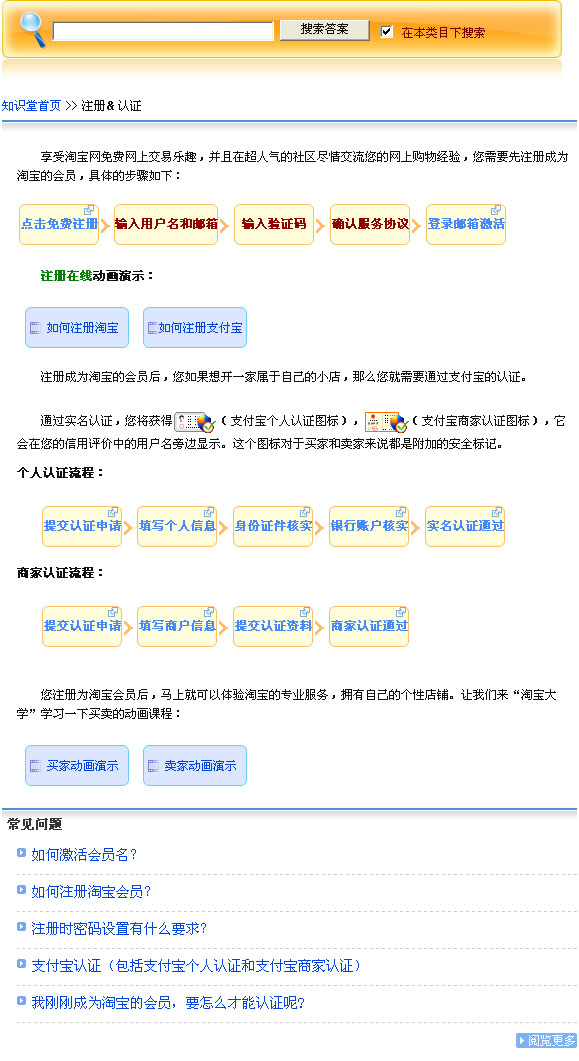 搜索答案 在本类目下搜索
知识堂首页 >> 注册&认证
享受淘宝网免费网上交易乐趣，并且在超人气的社区尽情交流您的网上购物经验，您需要先注册成为
淘宝的会员，具体的步骤如下：
点击免费注册 输入用户名和邮箱 输入验证码 确认服务协议 登录邮箱激活
注册在线动画演示：
如何注册淘宝 如何注册支付宝
注册成为淘宝的会员后，您如果想开一家属于自己的小店，那么您就需要通过支付宝的认证。
通过实名认证，您将获得（支付宝个人认证图标），（支付宝商家认证图标），它
会在您的信用评价中的用户名旁边显示。这个图标对于买家和卖家来说都是附加的安全标记。
个人认证流程：
提交认证申请 填写个人信息 身份证件核实 银行账户核实 实名认证通过
商家认证流程：
提交认证申请 填写商户信息 提交认证资料 商家认证通过
您注册为淘宝会员后，马上就可以体验淘宝的专业服务，拥有自己的个性店铺。让我们来“淘宝大
学”学习一下买卖的动画课程：
买家动画演示 卖家动画演示
常见问题
如何激活会员名？
如何注册淘宝会员？
注册时密码设置有什么要求？
支付宝认证（包括支付宝个人认证和支付宝商家认证）
我刚刚成为淘宝的会员，要怎么才能认证呢？
阅览更多